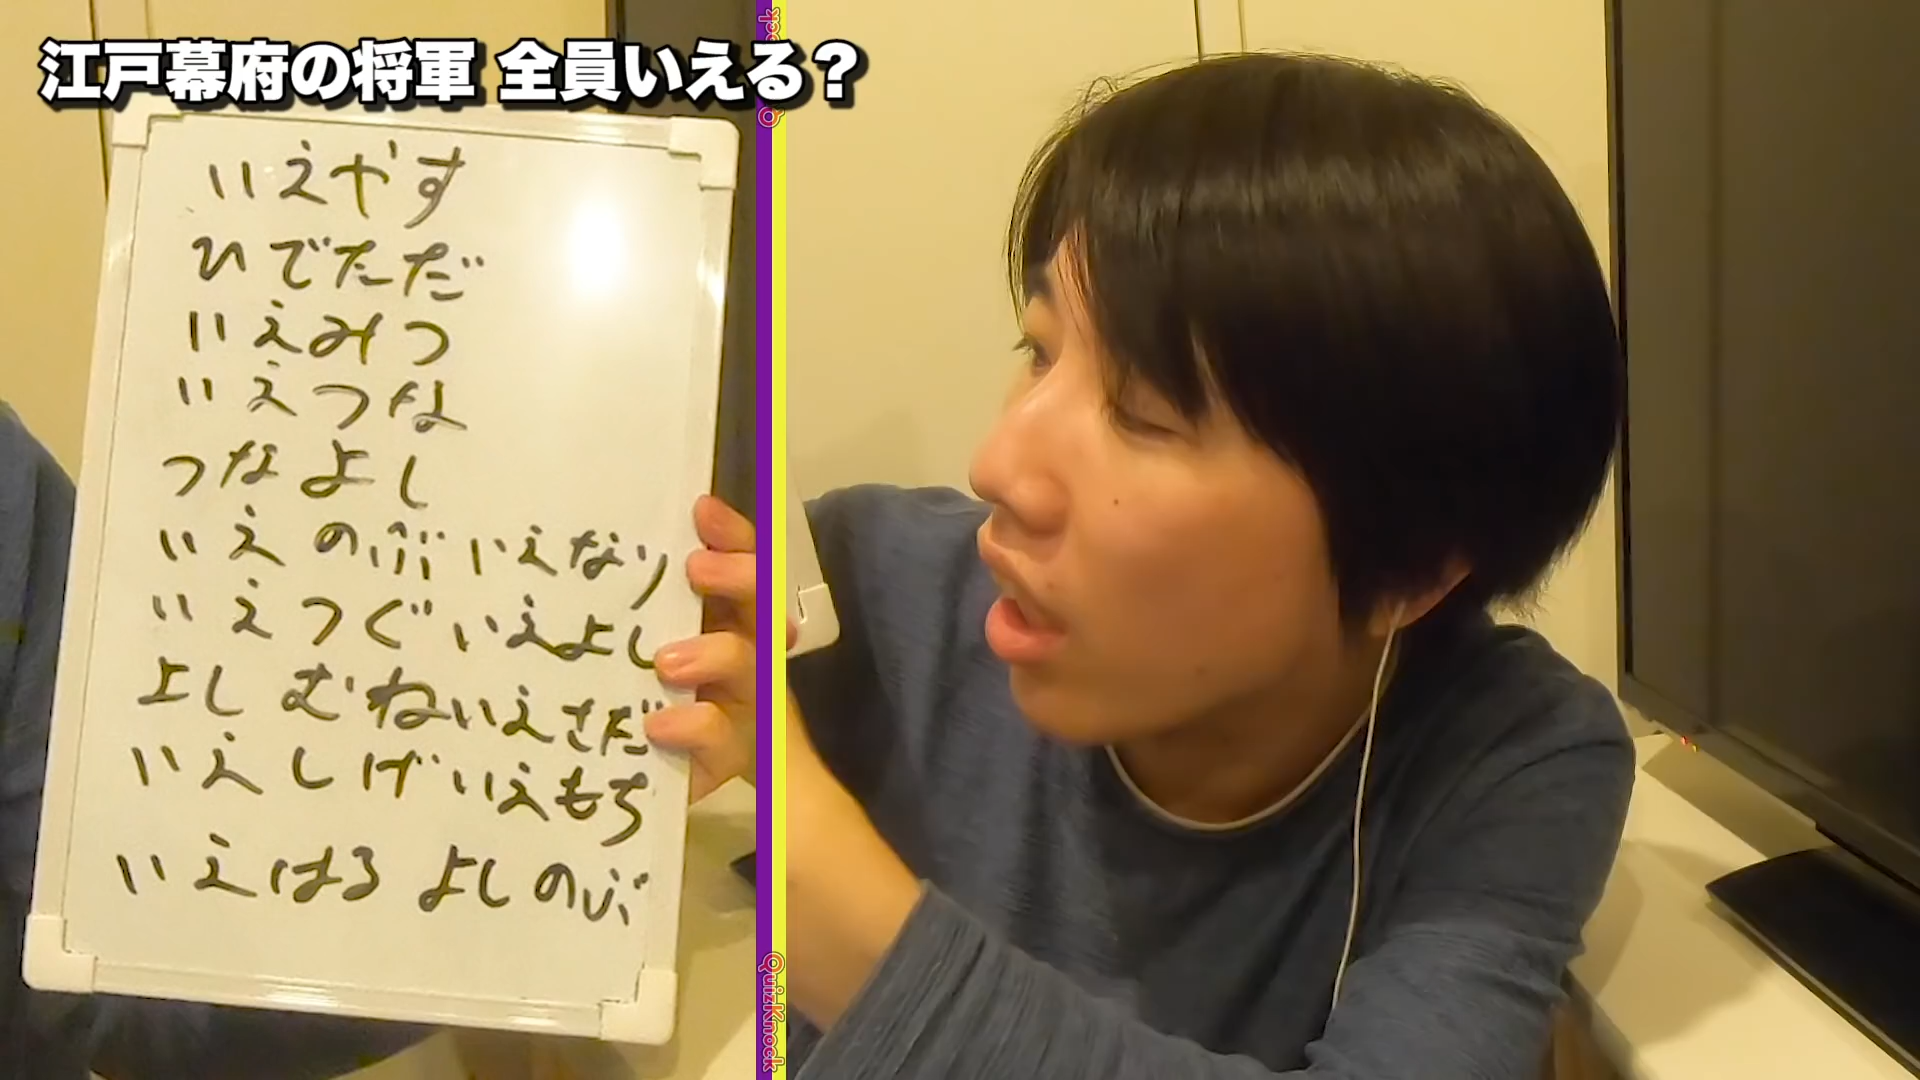 江戸幕府の将軍 全員いえる？
いえやす
ひでただ
いえみつ
いえつな
つなよし
いえのぶ いえなり
いえつぐ いえよし
よしむね いえさだ
いえしげ いえもち
いえはる よしのぶ
QuizKnock